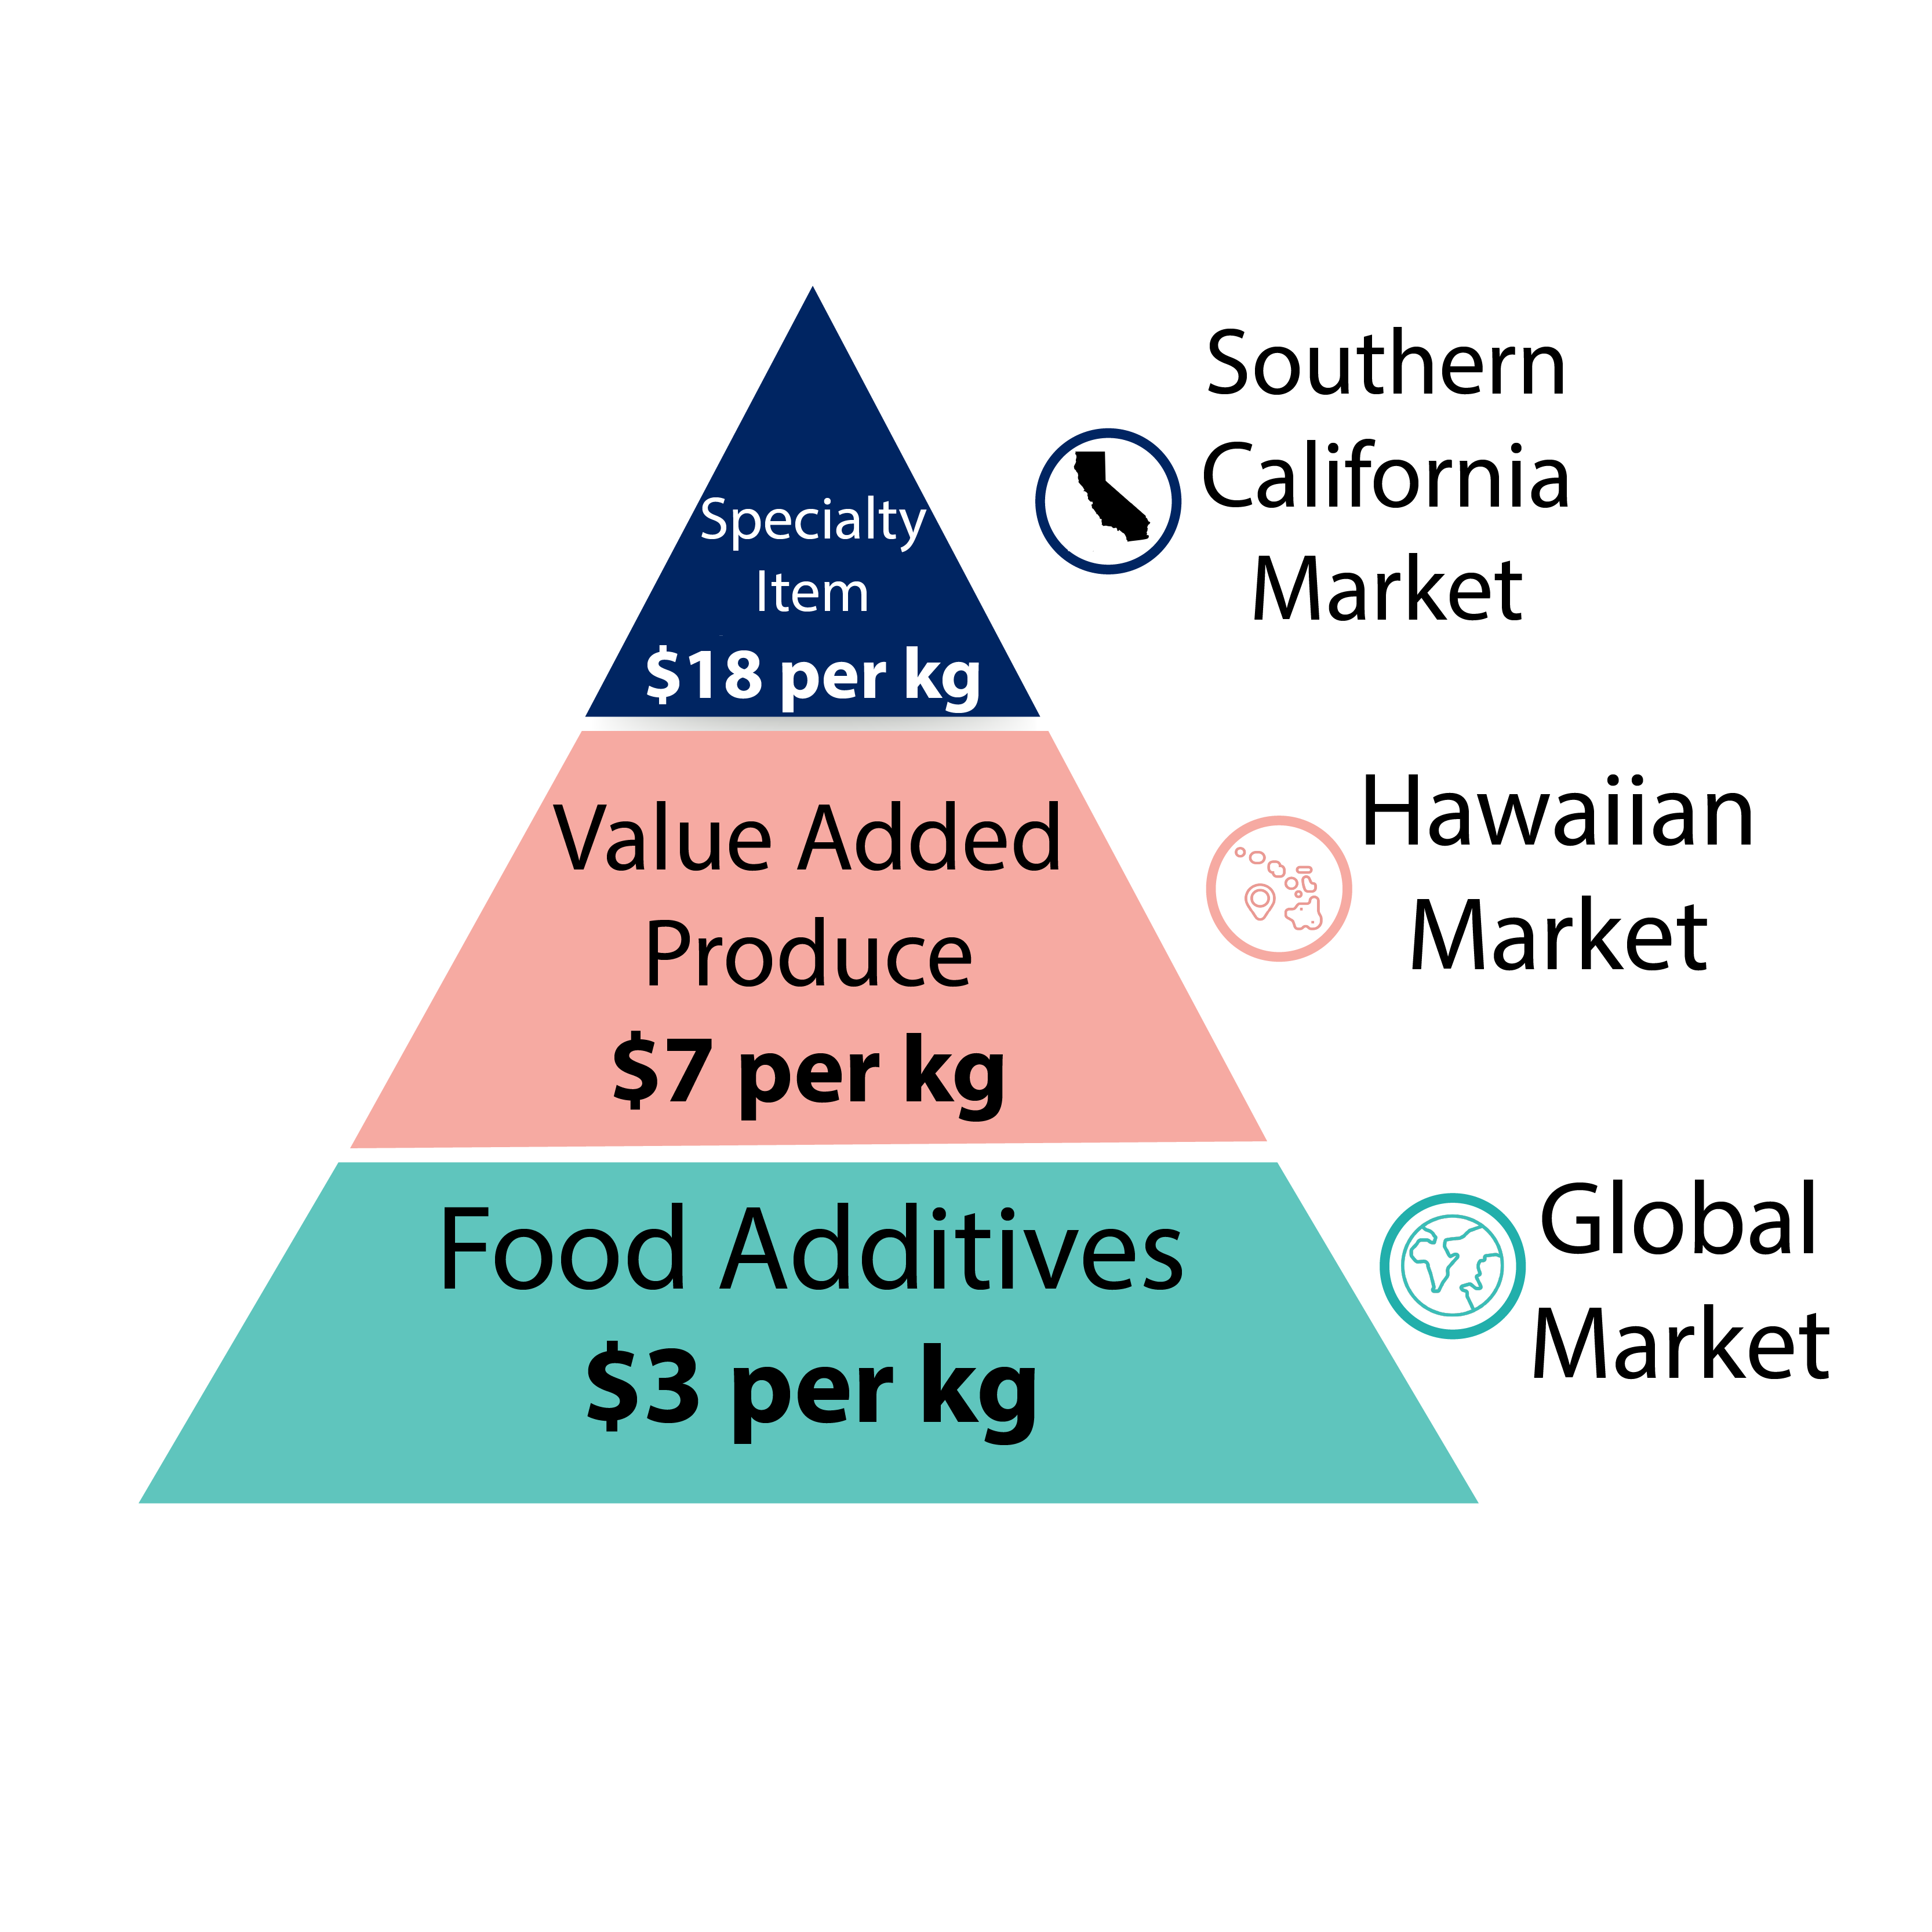 Southern
California
Market
Specialty
Item
$18 per kg
Hawaiian
Market
Value Added
Produce
$7 per kg
Global
Market
Food Additives
$3 per kg